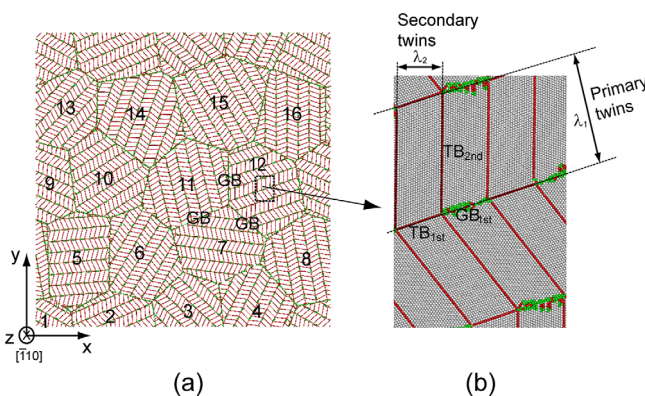 13
14
15
16
9
10
11
GB
12
GB
GB
5
6
7
8
1
2
3
4
y
z
x
[1̄10]
(a)
Secondary
twins
λ2
Primary
twins
λ1
TB2nd
GB1st
TB1st
(b)